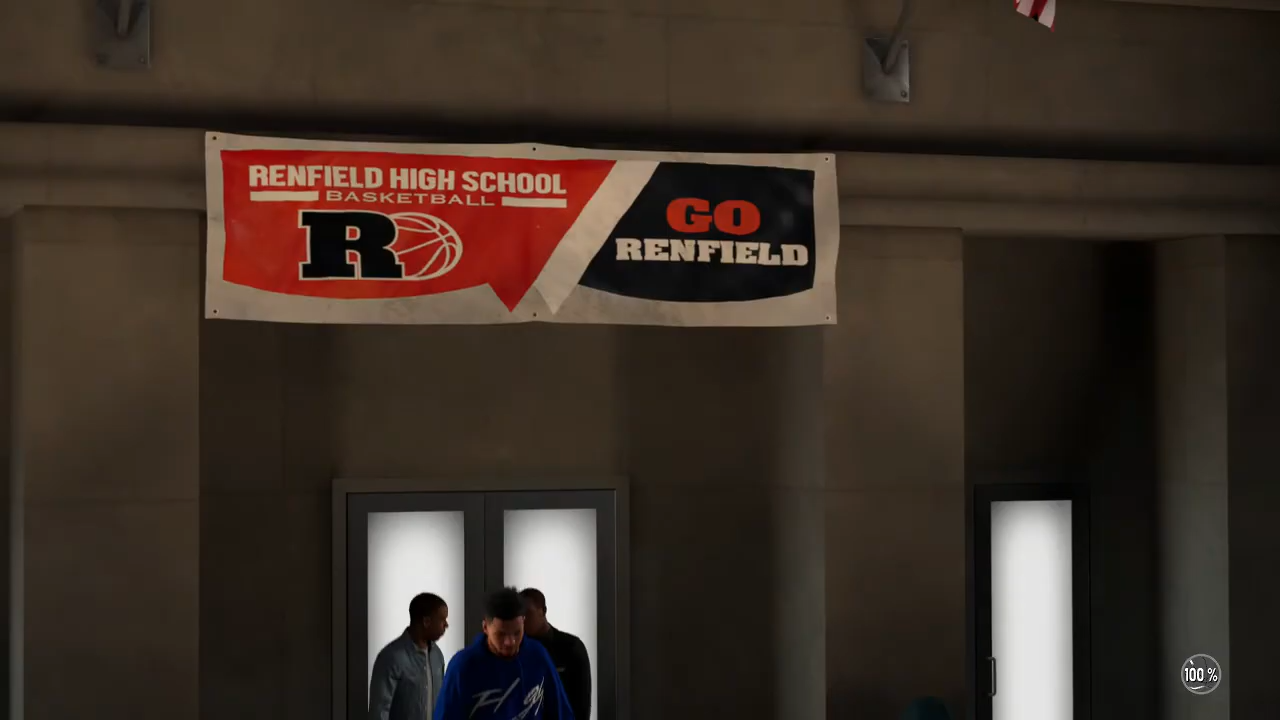 RENFIELD HIGH SCHOOL
BASKETBALL
R
GO
RENFIELD
100 %